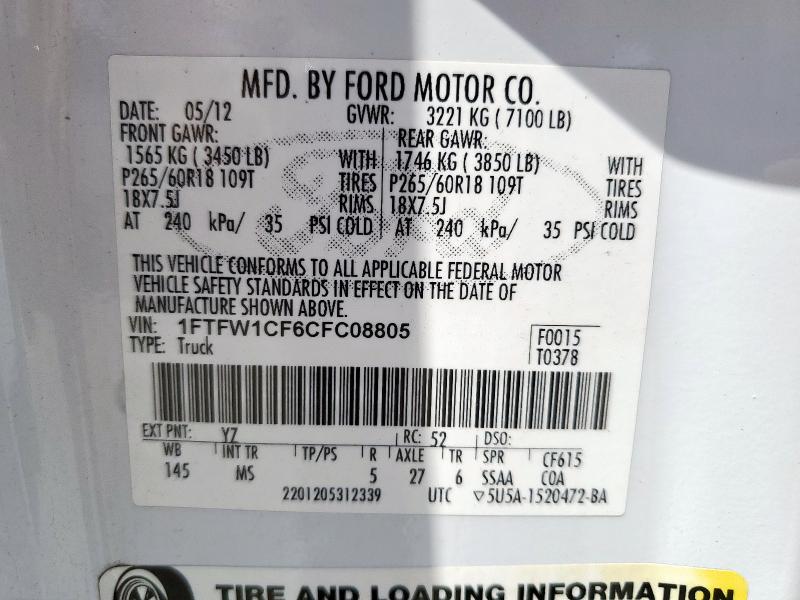 MFD. BY FORD MOTOR CO.
DATE: 05/12 GVWR: 3221 KG ( 7100 LB)
FRONT GAWR: REAR GAWR:
1565 KG ( 3450 LB) WITH 1746 KG ( 3850 LB) WITH
P265/60R18 109T TIRES P265/60R18 109T TIRES
18X7.5J RIMS 18X7.5J RIMS
AT 240 kPa/ 35 PSI COLD AT 240 kPa/ 35 PSI COLD
THIS VEHICLE CONFORMS TO ALL APPLICABLE FEDERAL MOTOR
VEHICLE SAFETY STANDARDS IN EFFECT ON THE DATE OF
MANUFACTURE SHOWN ABOVE.
VIN: 1FTFW1CF6CFC08805 F0015
TYPE: Truck T0378
EXT PNT: YZ RC: 52 DSO:
WB INT TR TP/PS R AXLE TR SPR CF615
145 MS 5 27 6 SSAA COA
2201205312339 UTC ▽5U5A-1520472-BA
TIRE AND LOADING INFORMATION